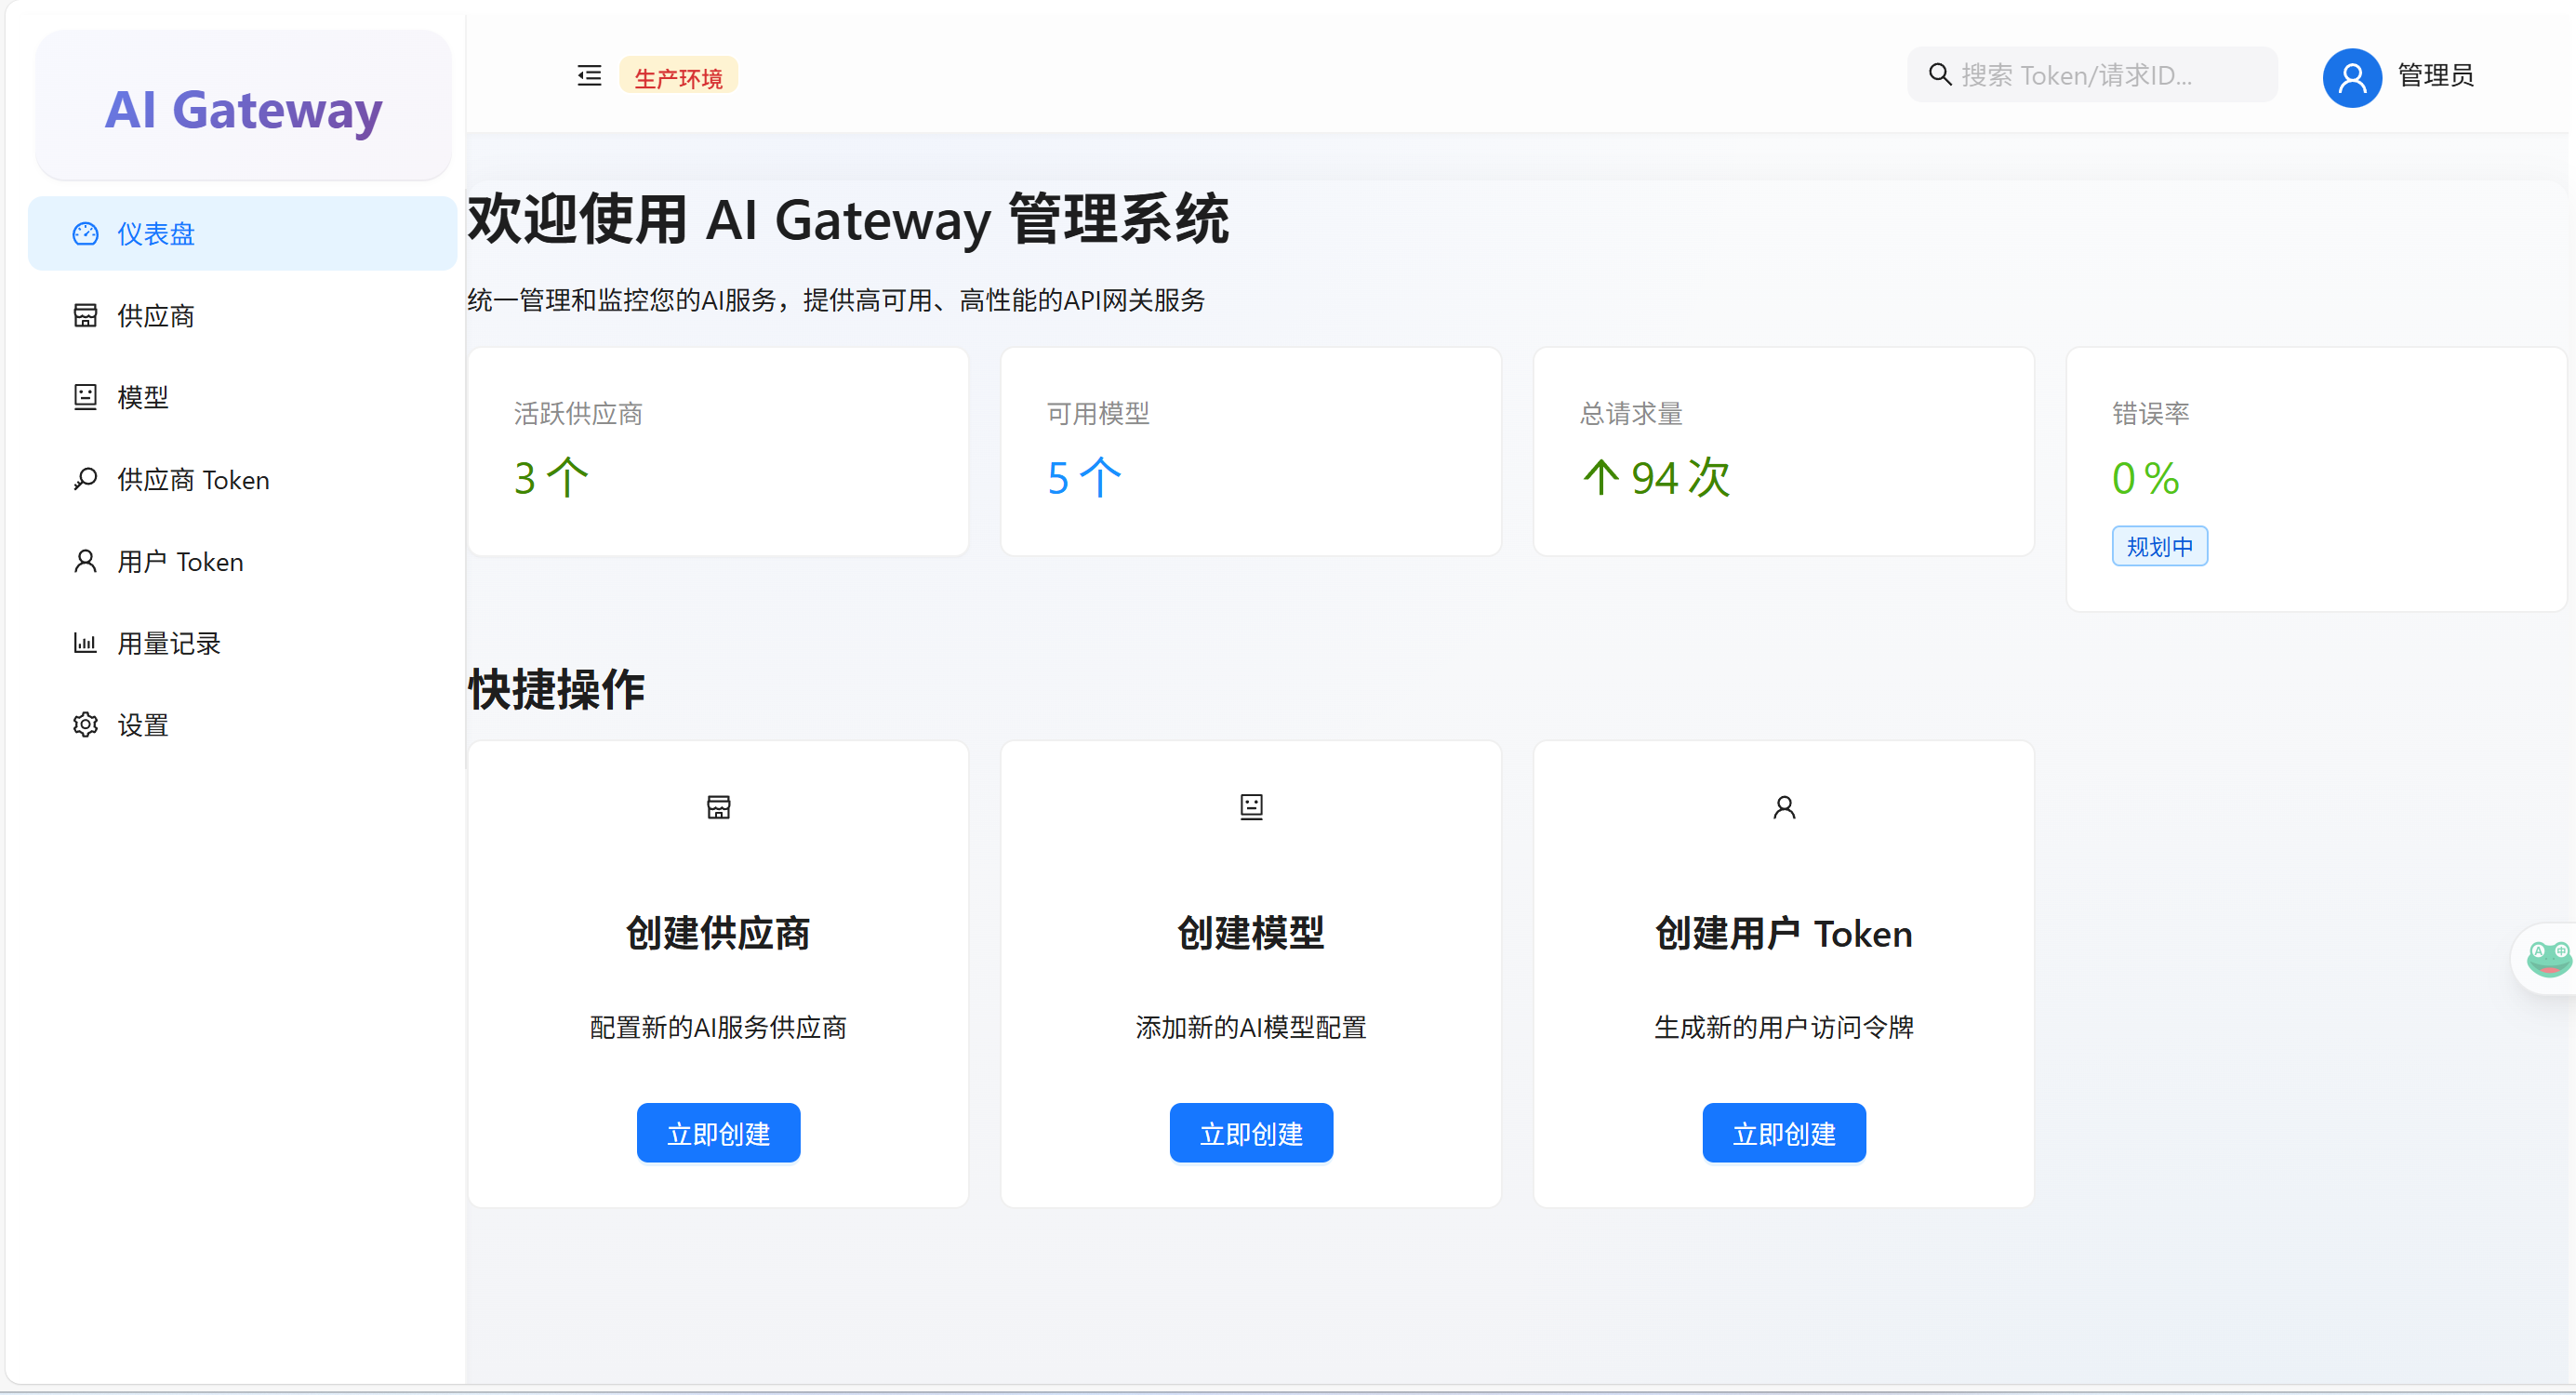 AI Gateway
生产环境
搜索 Token/请求ID...
管理员
仪表盘
供应商
模型
供应商 Token
用户 Token
用量记录
设置
欢迎使用 AI Gateway 管理系统
统一管理和监控您的AI服务，提供高可用、高性能的API网关服务
活跃供应商
3 个
可用模型
5 个
总请求量
↑ 94 次
错误率
0 %
规划中
快捷操作
创建供应商
配置新的AI服务供应商
立即创建
创建模型
添加新的AI模型配置
立即创建
创建用户 Token
生成新的用户访问令牌
立即创建
A 中